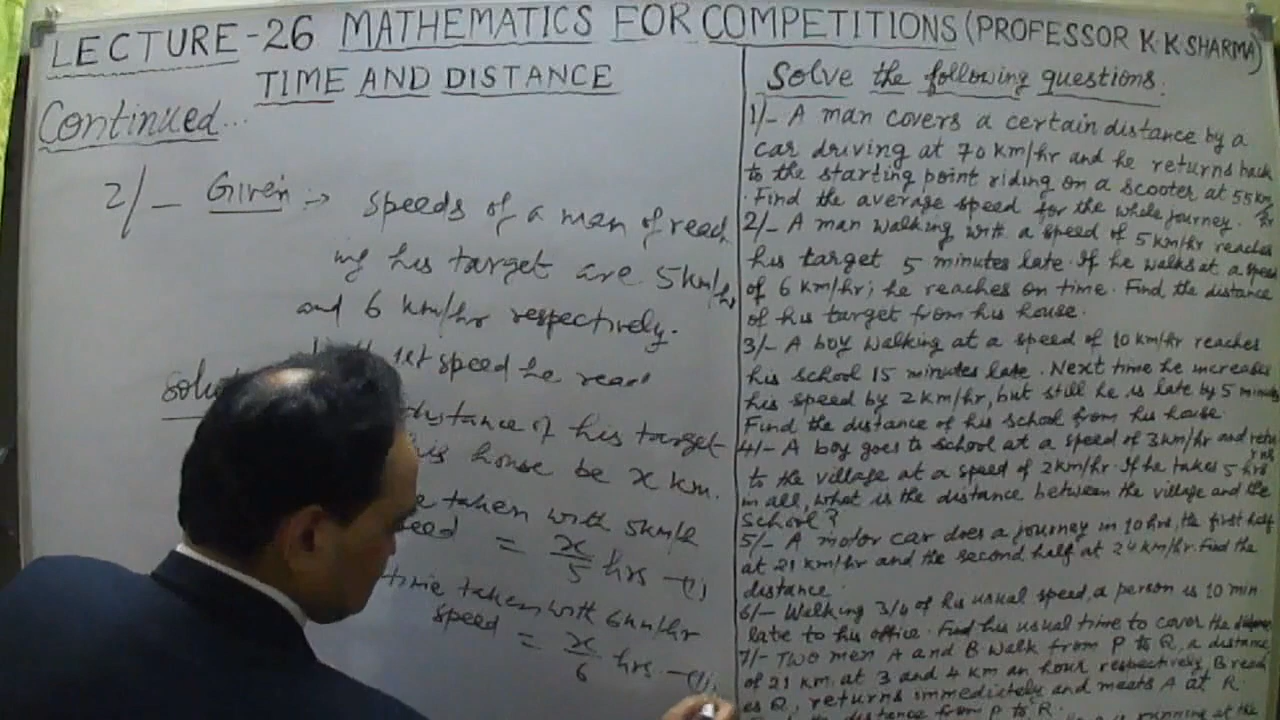 LECTURE-26 MATHEMATICS FOR COMPETITIONS (PROFESSOR K.K.SHARMA)
TIME AND DISTANCE
Continued...
2/- Given :-> speeds of a man of reach
ing his target are 5km/hr
and 6 km/hr respectively.
1st speed he reac
distance of his target
his house be x km.
taken with 5km/h
speed = x/5 hrs -(1)
time taken with 6km/hr
speed = x/6 hrs -(11)
Solve the following questions.
1/- A man covers a certain distance by a
car driving at 70 km/hr and he returns back
to the starting point riding on a scooter at 55 km/hr
. Find the average speed for the whole journey.
2/- A man walking with a speed of 5 km/hr reaches
his target 5 minutes late. If he walks at a speed
of 6 km/hr; he reaches on time. Find the distance
of his target from his house.
3/- A boy walking at a speed of 10 km/hr reaches
his school 15 minutes late. Next time he increases
his speed by 2 km/hr, but still he is late by 5 minutes
Find the distance of his school from his house.
4/- A boy goes to school at a speed of 3km/hr and returns
to the village at a speed of 2km/hr. If he takes 5 hrs
in all, what is the distance between the village and the
school?
5/- A motor car does a journey in 10 hrs, the first half
at 21 km/hr and the second half at 24 km/hr. Find the
distance.
6/- Walking 3/4 of his usual speed, a person is 10 min
late to his office. Find his usual time to cover the distance
7/- Two men A and B walk from P to Q, a distance
of 21 km, at 3 and 4 km an hour respectively, B reach
es Q, returns immediately and meets A at R.
the distance from P to R.
is running at the